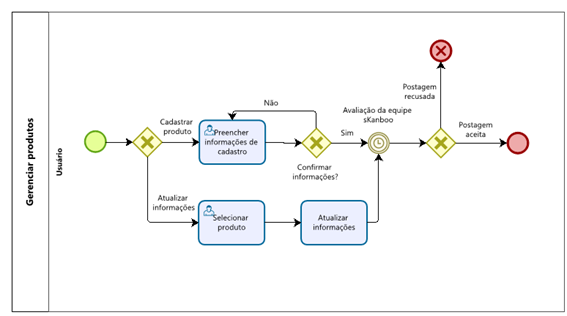 Gerenciar produtos
Usuário
Cadastrar
produto
Preencher
informações de
cadastro
Não
Confirmar
informações?
Sim
Avaliação da equipe
sKanboo
Postagem
recusada
Postagem
aceita
Atualizar
informações
Selecionar
produto
Atualizar
informações